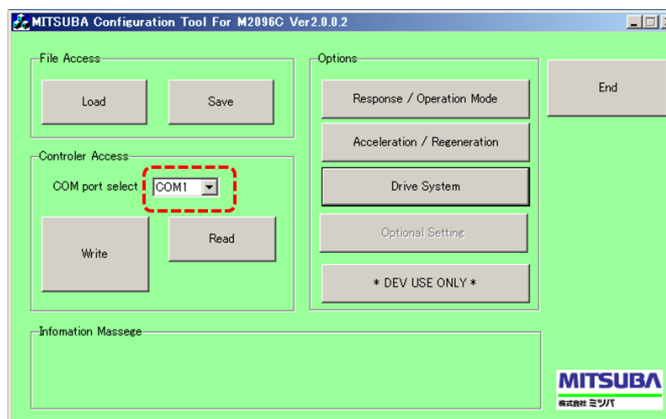 MITSUBA Configuration Tool For M2096C Ver2.0.0.2
File Access
Load
Save
Controler Access
COM port select
COM1
Write
Read
Options
Response / Operation Mode
Acceleration / Regeneration
Drive System
Optional Setting
* DEV USE ONLY *
End
Infomation Massege
MITSUBA
株式会社 ミツバ